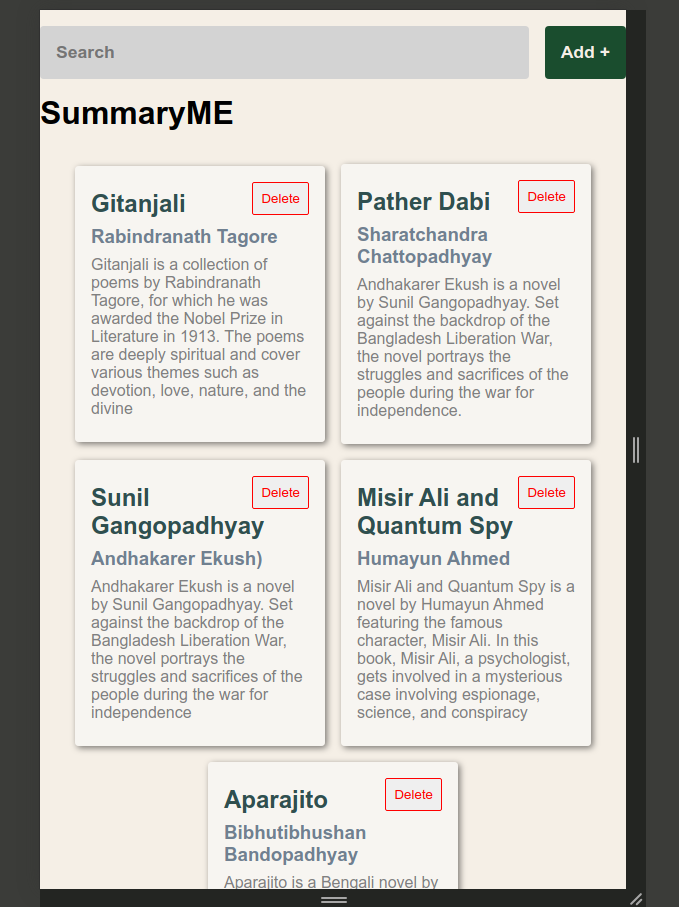 Search
Add +
SummaryME
Gitanjali
Delete
Rabindranath Tagore
Gitanjali is a collection of
poems by Rabindranath
Tagore, for which he was
awarded the Nobel Prize in
Literature in 1913. The poems
are deeply spiritual and cover
various themes such as
devotion, love, nature, and the
divine
Pather Dabi
Delete
Sharatchandra
Chattopadhyay
Andhakarer Ekush is a novel
by Sunil Gangopadhyay. Set
against the backdrop of the
Bangladesh Liberation War,
the novel portrays the
struggles and sacrifices of the
people during the war for
independence.
Sunil
Gangopadhyay
Delete
Andhakarer Ekush)
Andhakarer Ekush is a novel
by Sunil Gangopadhyay. Set
against the backdrop of the
Bangladesh Liberation War,
the novel portrays the
struggles and sacrifices of the
people during the war for
independence
Misir Ali and
Quantum Spy
Delete
Humayun Ahmed
Misir Ali and Quantum Spy is a
novel by Humayun Ahmed
featuring the famous
character, Misir Ali. In this
book, Misir Ali, a psychologist,
gets involved in a mysterious
case involving espionage,
science, and conspiracy
Aparajito
Delete
Bibhutibhushan
Bandopadhyay
Aparajito is a Bengali novel by